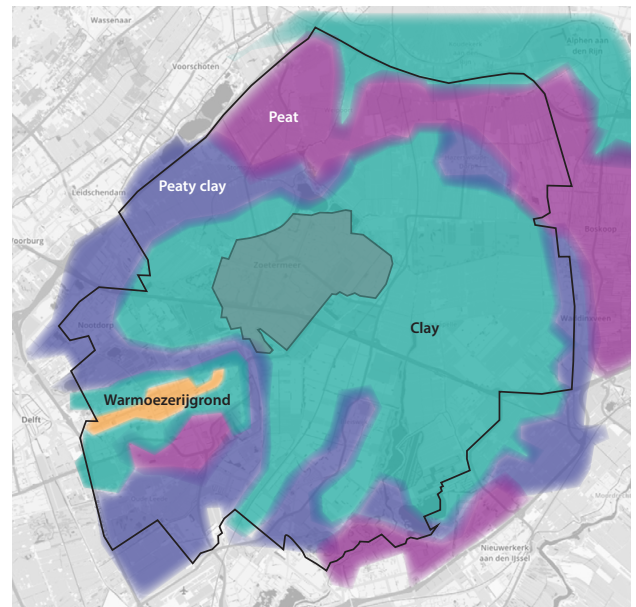 Wassenaar
Alphen aan
den Rijn
Voorschoten
Peat
Peaty clay
Leidschendam
Boskoop
oorburg
Zoetermeer
Waddinxveen
Nootdorp
Clay
Warmoezerijgrond
Delft
Nieuwerkerk
aan den IJssel